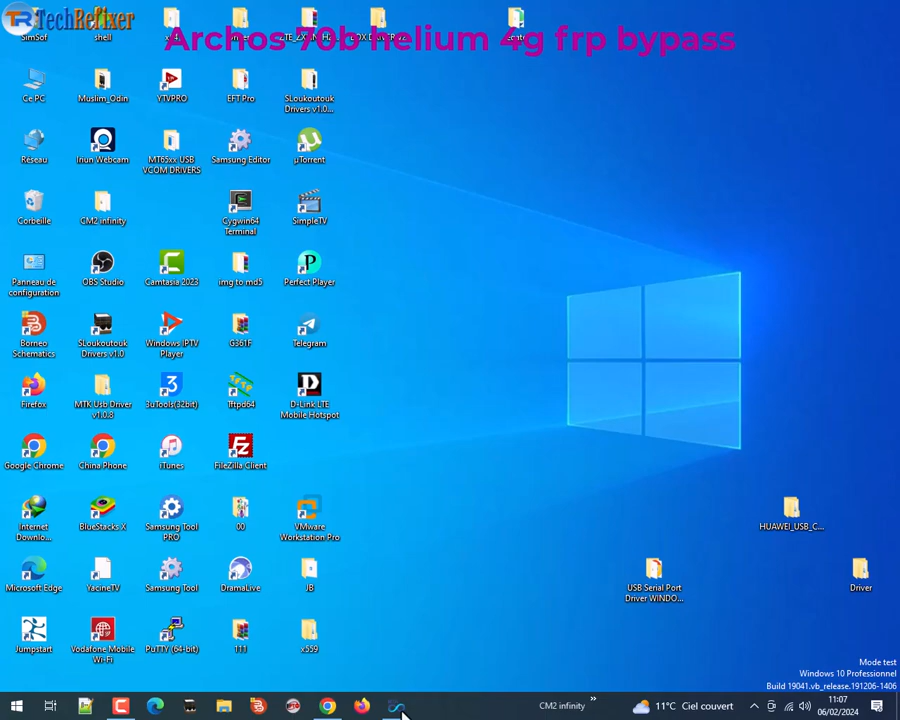 TR TechRefixer
Archos 70b helium 4g frp bypass
SimSof
shell
Ce PC
Muslim_Odin
YTVPRO
EFT Pro
SLoukoutouk
Drivers v1.0...
Réseau
Iriun Webcam
MT65xx USB
VCOM DRIVERS
Samsung Editor
µTorrent
Corbeille
CM2 infinity
Cygwin64
Terminal
SimpleTV
Panneau de
configuration
OBS Studio
Camtasia 2023
img to md5
Perfect Player
Borneo
Schematics
SLoukoutouk
Drivers v1.0
Windows IPTV
Player
G361F
Telegram
Firefox
MTK Usb Driver
v1.0.8
3uTools(32bit)
Tftpd64
D-Link LTE
Mobile Hotspot
Google Chrome
China Phone
iTunes
FileZilla Client
Internet
Downlo...
BlueStacks X
Samsung Tool
PRO
00
VMware
Workstation Pro
HUAWEI_USB_C...
Microsoft Edge
YacineTV
Samsung Tool
DramaLive
JB
USB Serial Port
Driver WINDO...
Driver
Jumpstart
Vodafone Mobile
Wi-Fi
PuTTY (64-bit)
111
x559
Mode test
Windows 10 Professionnel
Build 19041.vb_release.191206-1406
CM2 infinity
11°C Ciel couvert
11:07
06/02/2024